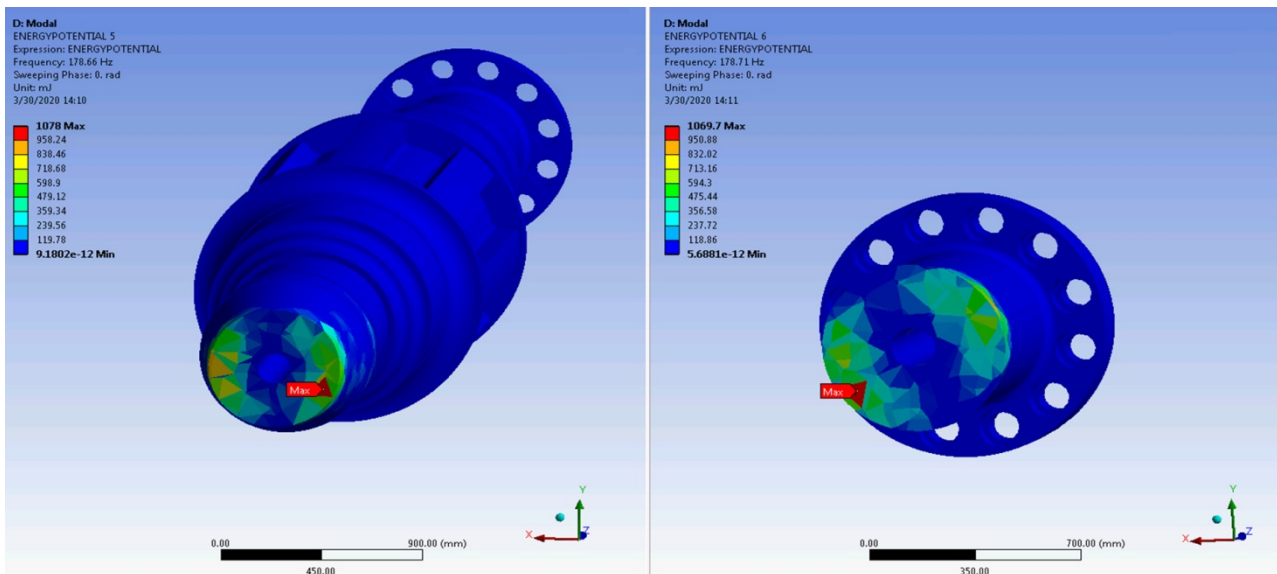 D: Modal
ENERGYPOTENTIAL 5
Expression: ENERGYPOTENTIAL
Frequency: 178.66 Hz
Sweeping Phase: 0. rad
Unit: mJ
3/30/2020 14:10
1078 Max
958.24
838.46
718.68
598.9
479.12
359.34
239.56
119.78
9.1802e-12 Min
Max
Y
X
Z
0.00
900.00 (mm)
450.00
D: Modal
ENERGYPOTENTIAL 6
Expression: ENERGYPOTENTIAL
Frequency: 178.71 Hz
Sweeping Phase: 0. rad
Unit: mJ
3/30/2020 14:11
1069.7 Max
950.88
832.02
713.16
594.3
475.44
356.58
237.72
118.86
5.6881e-12 Min
Max
Y
X
Z
0.00
700.00 (mm)
350.00